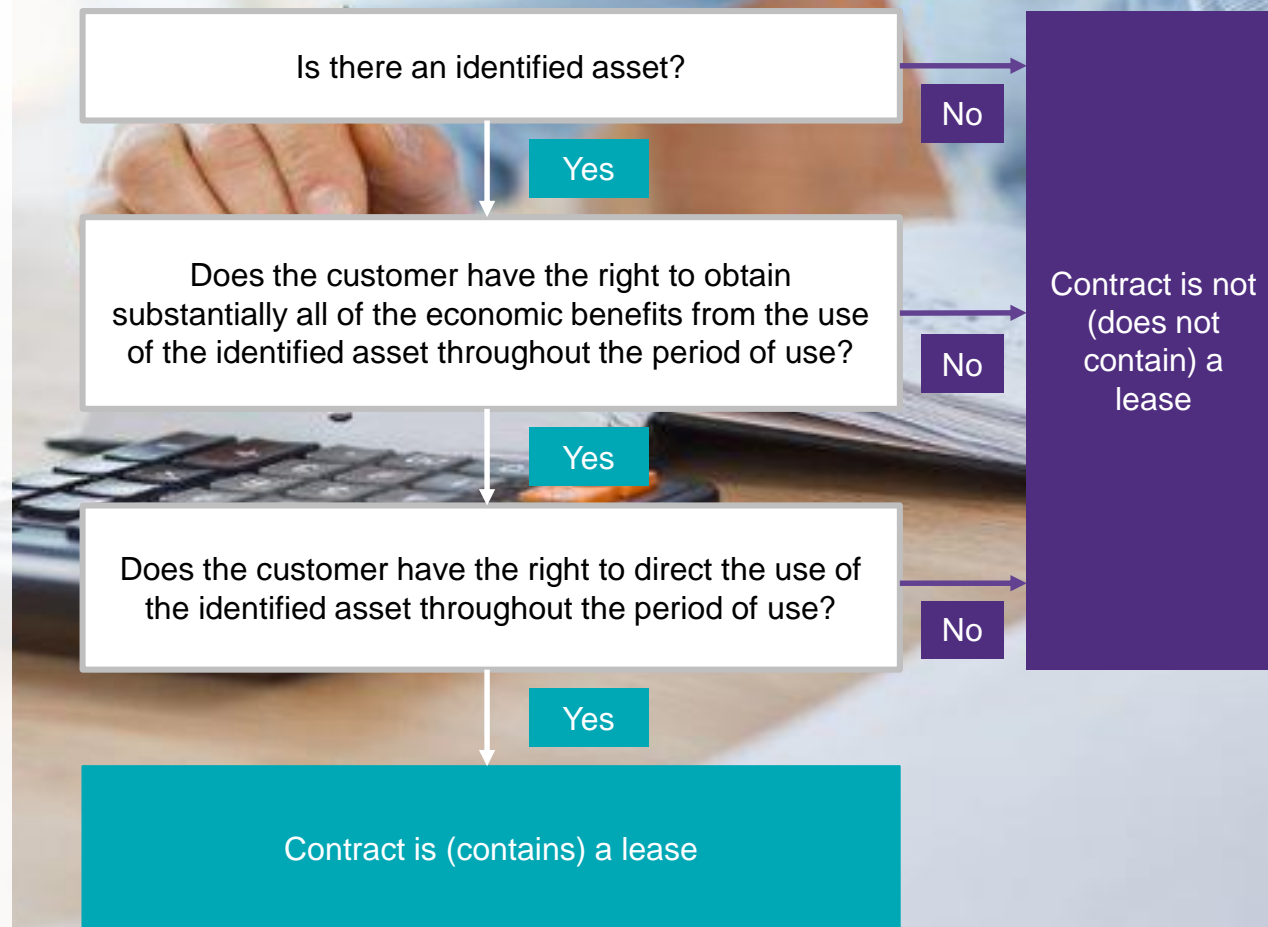 Is there an identified asset?
No
Yes
Does the customer have the right to obtain
substantially all of the economic benefits from the use
of the identified asset throughout the period of use?
No
Contract is not
(does not
contain) a
lease
Yes
Does the customer have the right to direct the use of
the identified asset throughout the period of use?
No
Yes
Contract is (contains) a lease